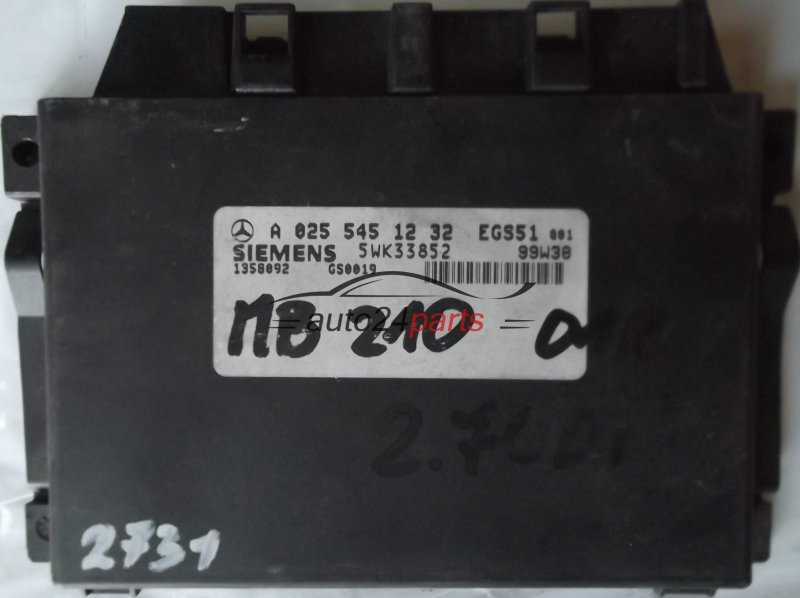 A 025 545 12 32 EGS51 001
SIEMENS 5WK33852 99W38
1358092 GS0019
MB 210
auto24parts
2.7CDI
2731